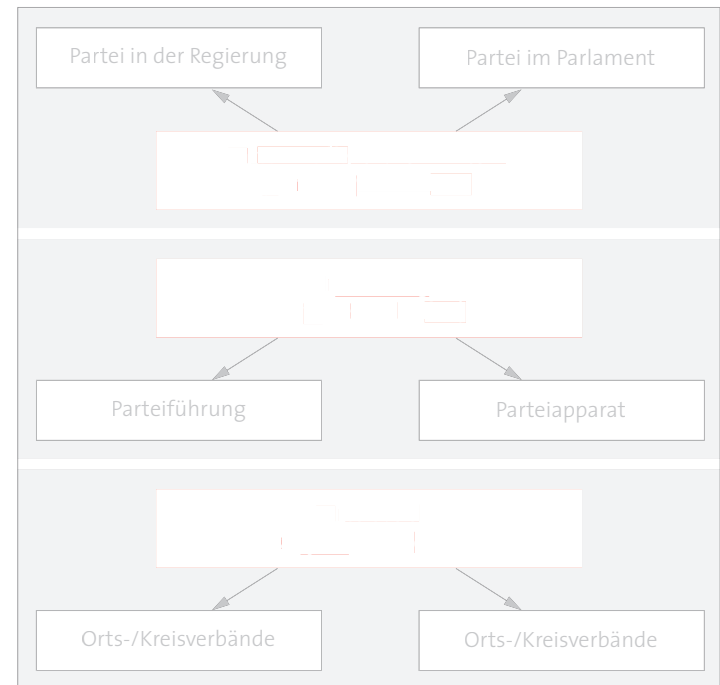 Partei in der Regierung
Partei im Parlament
Parteiführung
Parteiapparat
Orts-/Kreisverbände
Orts-/Kreisverbände